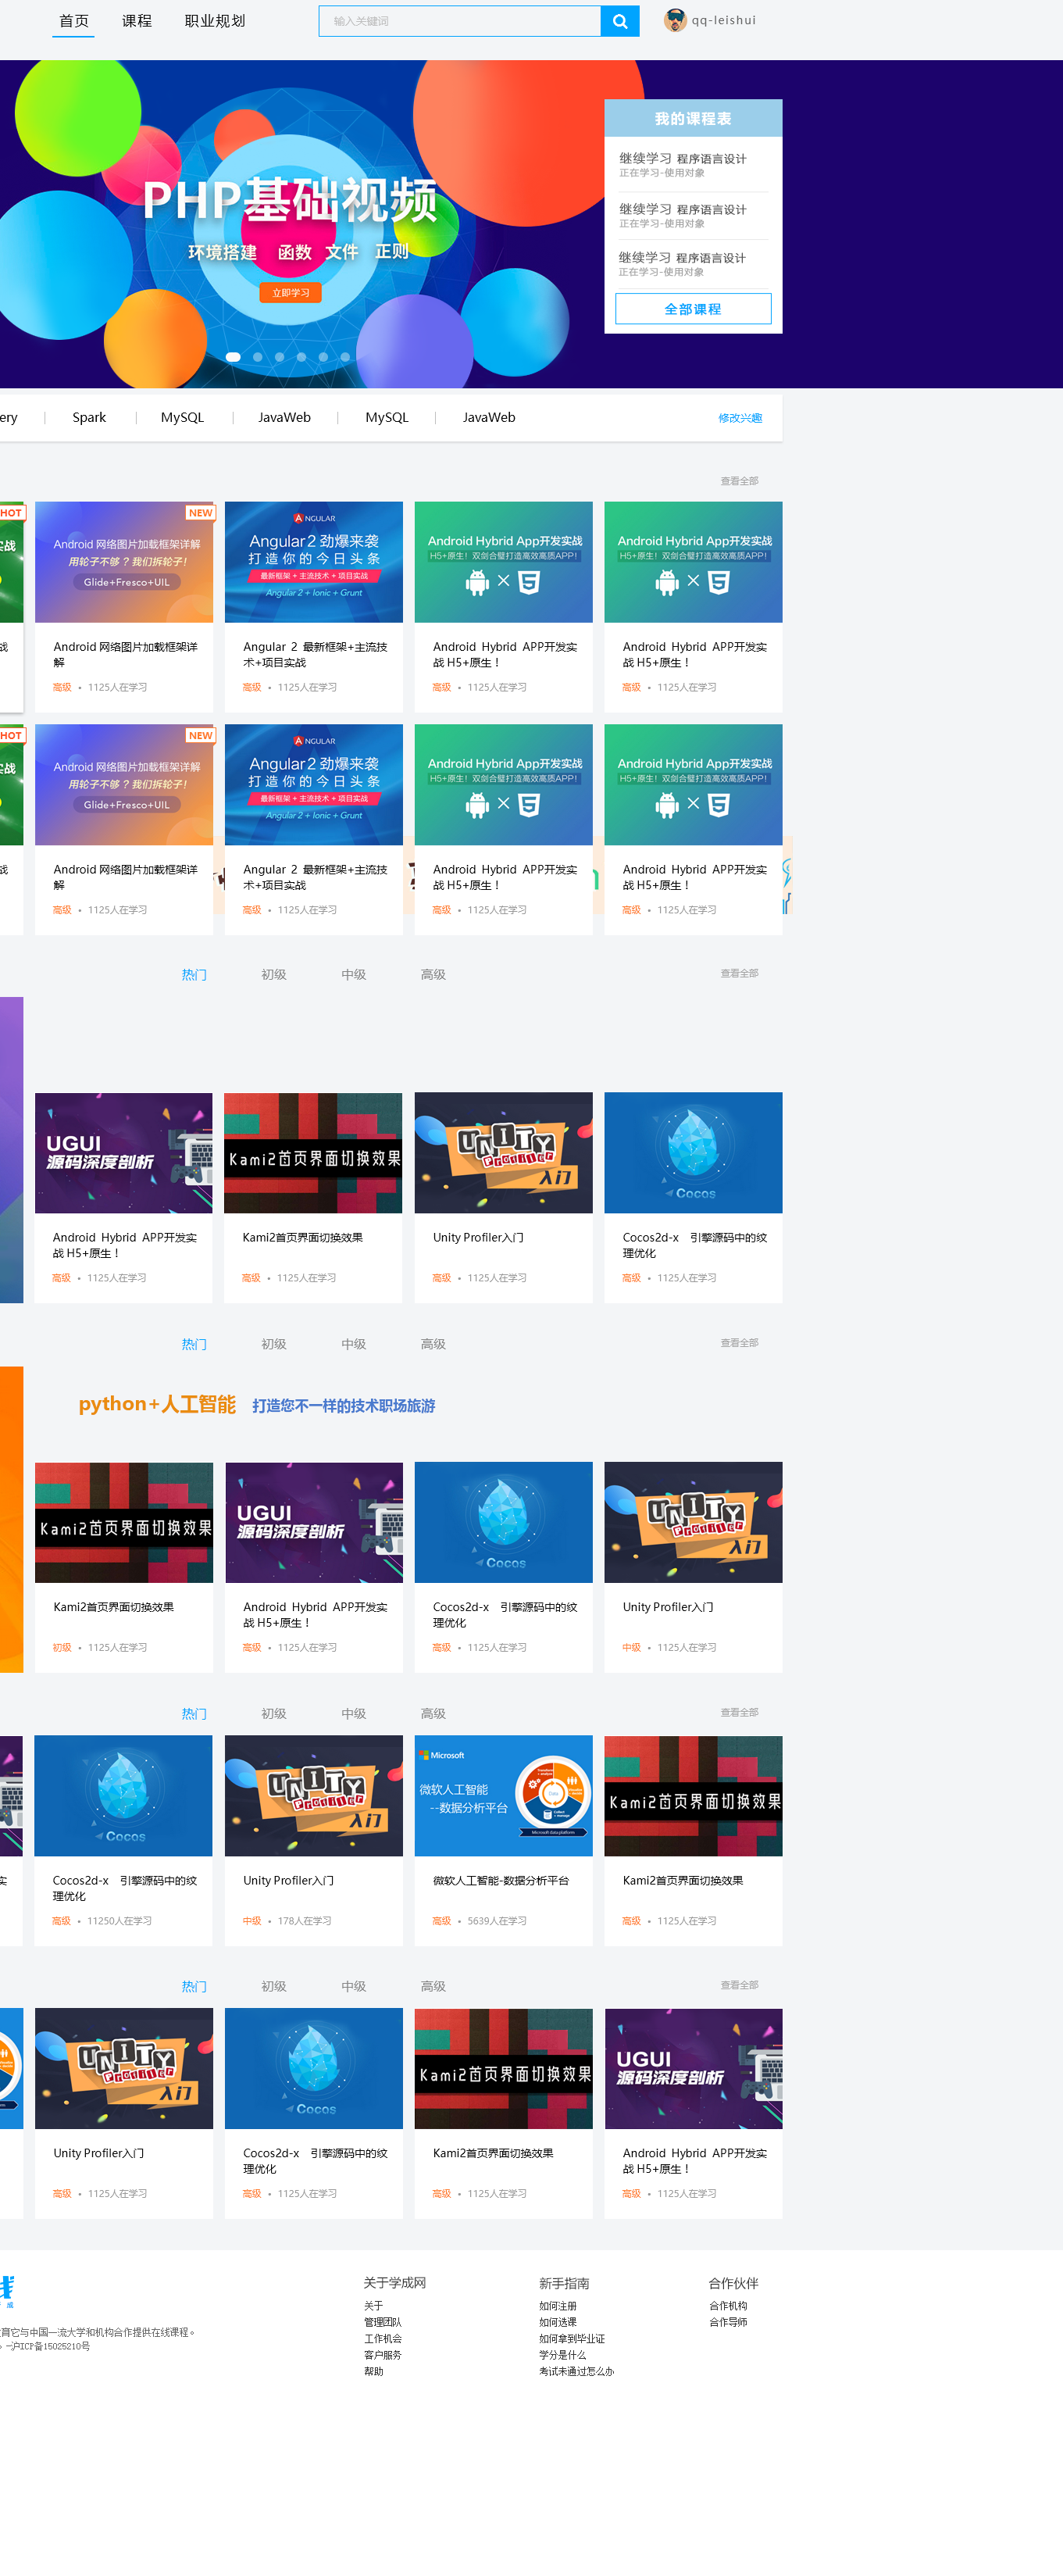 首页 课程 职业规划 输入关键词 qq-leishui
我的课程表
继续学习 程序语言设计
正在学习-使用对象
继续学习 程序语言设计
正在学习-使用对象
继续学习 程序语言设计
正在学习-使用对象
全部课程
PHP基础视频
环境搭建 函数 文件 正则
立即学习
ery Spark MySQL JavaWeb MySQL JavaWeb 修改兴趣
查看全部
HOT
实战
战
NEW
Android 网络图片加载框架详解
用轮子不够？我们拆轮子！
Glide+Fresco+UIL
Android 网络图片加载框架详
解
高级 • 1125人在学习
ANGULAR
Angular2 劲爆来袭
打造你的今日头条
最新框架 + 主流技术 + 项目实战
Angular 2 + Ionic + Grunt
Angular 2 最新框架+主流技
术+项目实战
高级 • 1125人在学习
Android Hybrid App开发实战
H5+原生！双剑合璧打造高效高质APP！
Android Hybrid APP开发实
战 H5+原生！
高级 • 1125人在学习
Android Hybrid App开发实战
H5+原生！双剑合璧打造高效高质APP！
Android Hybrid APP开发实
战 H5+原生！
高级 • 1125人在学习
HOT
实战
战
NEW
Android 网络图片加载框架详解
用轮子不够？我们拆轮子！
Glide+Fresco+UIL
Android 网络图片加载框架详
解
高级 • 1125人在学习
ANGULAR
Angular2 劲爆来袭
打造你的今日头条
最新框架 + 主流技术 + 项目实战
Angular 2 + Ionic + Grunt
Angular 2 最新框架+主流技
术+项目实战
高级 • 1125人在学习
Android Hybrid App开发实战
H5+原生！双剑合璧打造高效高质APP！
Android Hybrid APP开发实
战 H5+原生！
高级 • 1125人在学习
Android Hybrid App开发实战
H5+原生！双剑合璧打造高效高质APP！
Android Hybrid APP开发实
战 H5+原生！
高级 • 1125人在学习
热门 初级 中级 高级 查看全部
UGUI
源码深度剖析
Android Hybrid APP开发实
战 H5+原生！
高级 • 1125人在学习
Kami2首页界面切换效果
Kami2首页界面切换效果
高级 • 1125人在学习
UNITY
Profiler
入门
Unity Profiler入门
高级 • 1125人在学习
Cocos
Cocos2d-x 引擎源码中的纹
理优化
高级 • 1125人在学习
热门 初级 中级 高级 查看全部
python+人工智能 打造您不一样的技术职场旅游
Kami2首页界面切换效果
Kami2首页界面切换效果
初级 • 1125人在学习
UGUI
源码深度剖析
Android Hybrid APP开发实
战 H5+原生！
高级 • 1125人在学习
Cocos
Cocos2d-x 引擎源码中的纹
理优化
高级 • 1125人在学习
UNITY
Profiler
入门
Unity Profiler入门
中级 • 1125人在学习
热门 初级 中级 高级 查看全部
实
Cocos
Cocos2d-x 引擎源码中的纹
理优化
高级 • 11250人在学习
UNITY
Profiler
入门
Unity Profiler入门
中级 • 178人在学习
Microsoft
微软人工智能
--数据分析平台
Data
Microsoft data platform
微软人工智能-数据分析平台
高级 • 5639人在学习
Kami2首页界面切换效果
Kami2首页界面切换效果
高级 • 1125人在学习
热门 初级 中级 高级 查看全部
UNITY
Profiler
入门
Unity Profiler入门
高级 • 1125人在学习
Cocos
Cocos2d-x 引擎源码中的纹
理优化
高级 • 1125人在学习
Kami2首页界面切换效果
Kami2首页界面切换效果
高级 • 1125人在学习
UGUI
源码深度剖析
Android Hybrid APP开发实
战 H5+原生！
高级 • 1125人在学习
成
育它与中国一流大学和机构合作提供在线课程。
。-沪ICP备15025210号
关于学成网
关于
管理团队
工作机会
客户服务
帮助
新手指南
如何注册
如何选课
如何拿到毕业证
学分是什么
考试未通过怎么办
合作伙伴
合作机构
合作导师